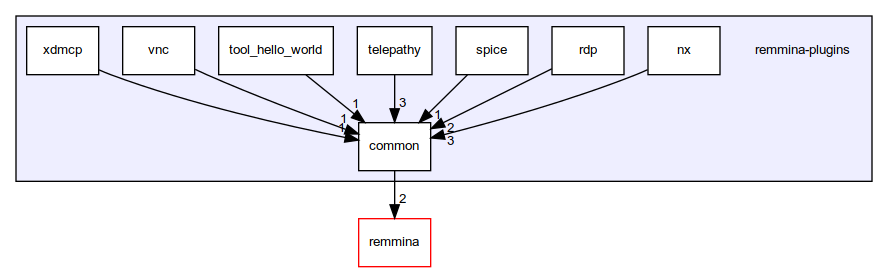 xdmcp
vnc
tool_hello_world
telepathy
spice
rdp
nx
remmina-plugins
1
3
1
1
2
1
3
common
2
remmina